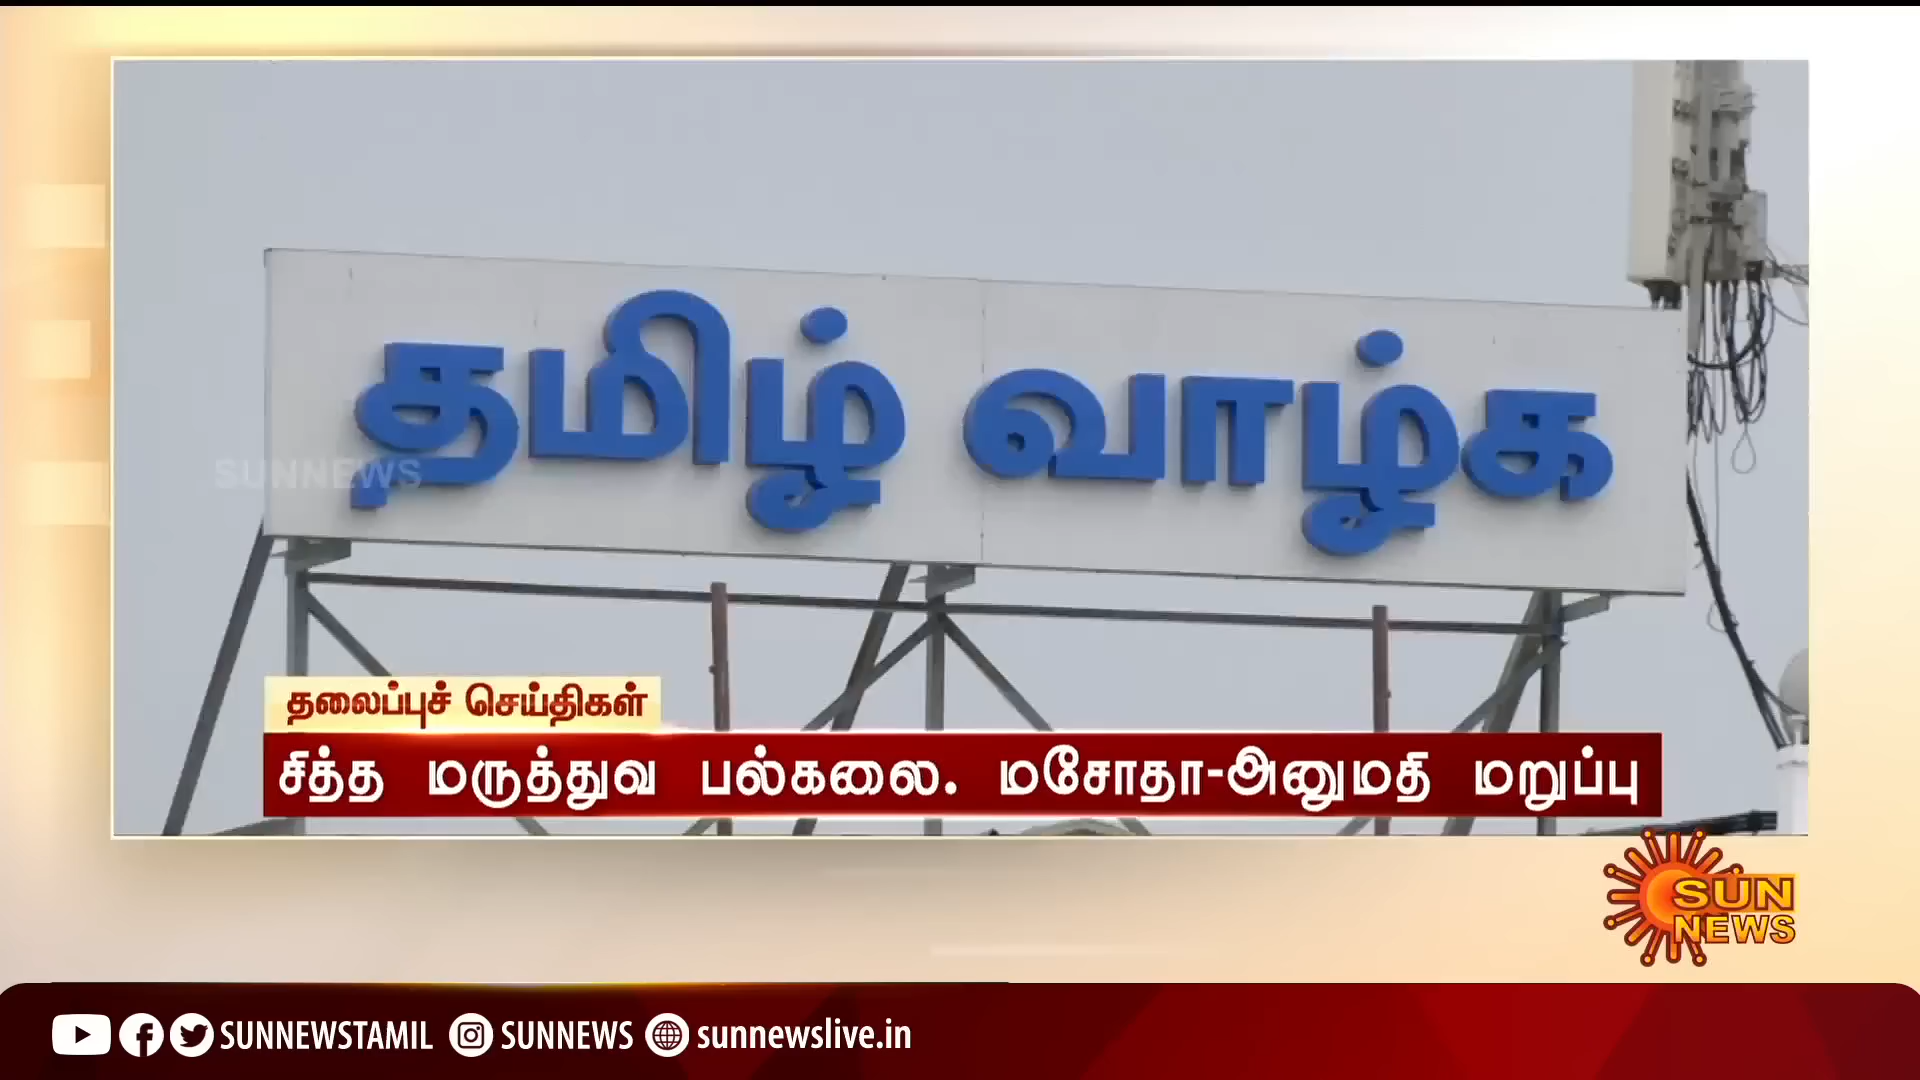 தமிழ் வாழ்க
SUNNEWS
தலைப்புச் செய்திகள்
சித்த மருத்துவ பல்கலை. மசோதா-அனுமதி மறுப்பு
SUN
NEWS
SUNNEWSTAMIL SUNNEWS sunnewslive.in